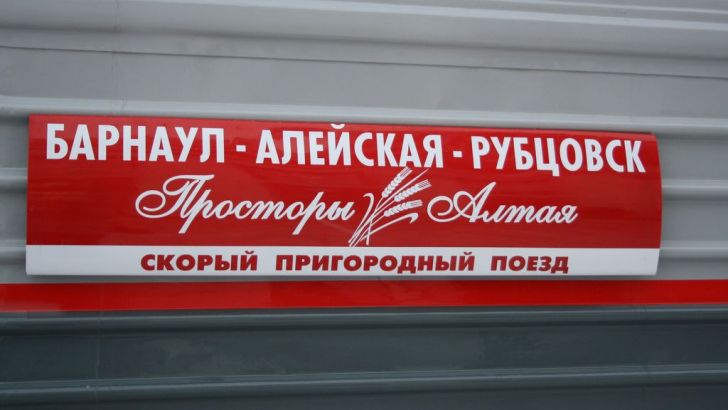 БАРНАУЛ - АЛЕЙСКАЯ - РУБЦОВСК
Просторы Алтая
СКОРЫЙ ПРИГОРОДНЫЙ ПОЕЗД